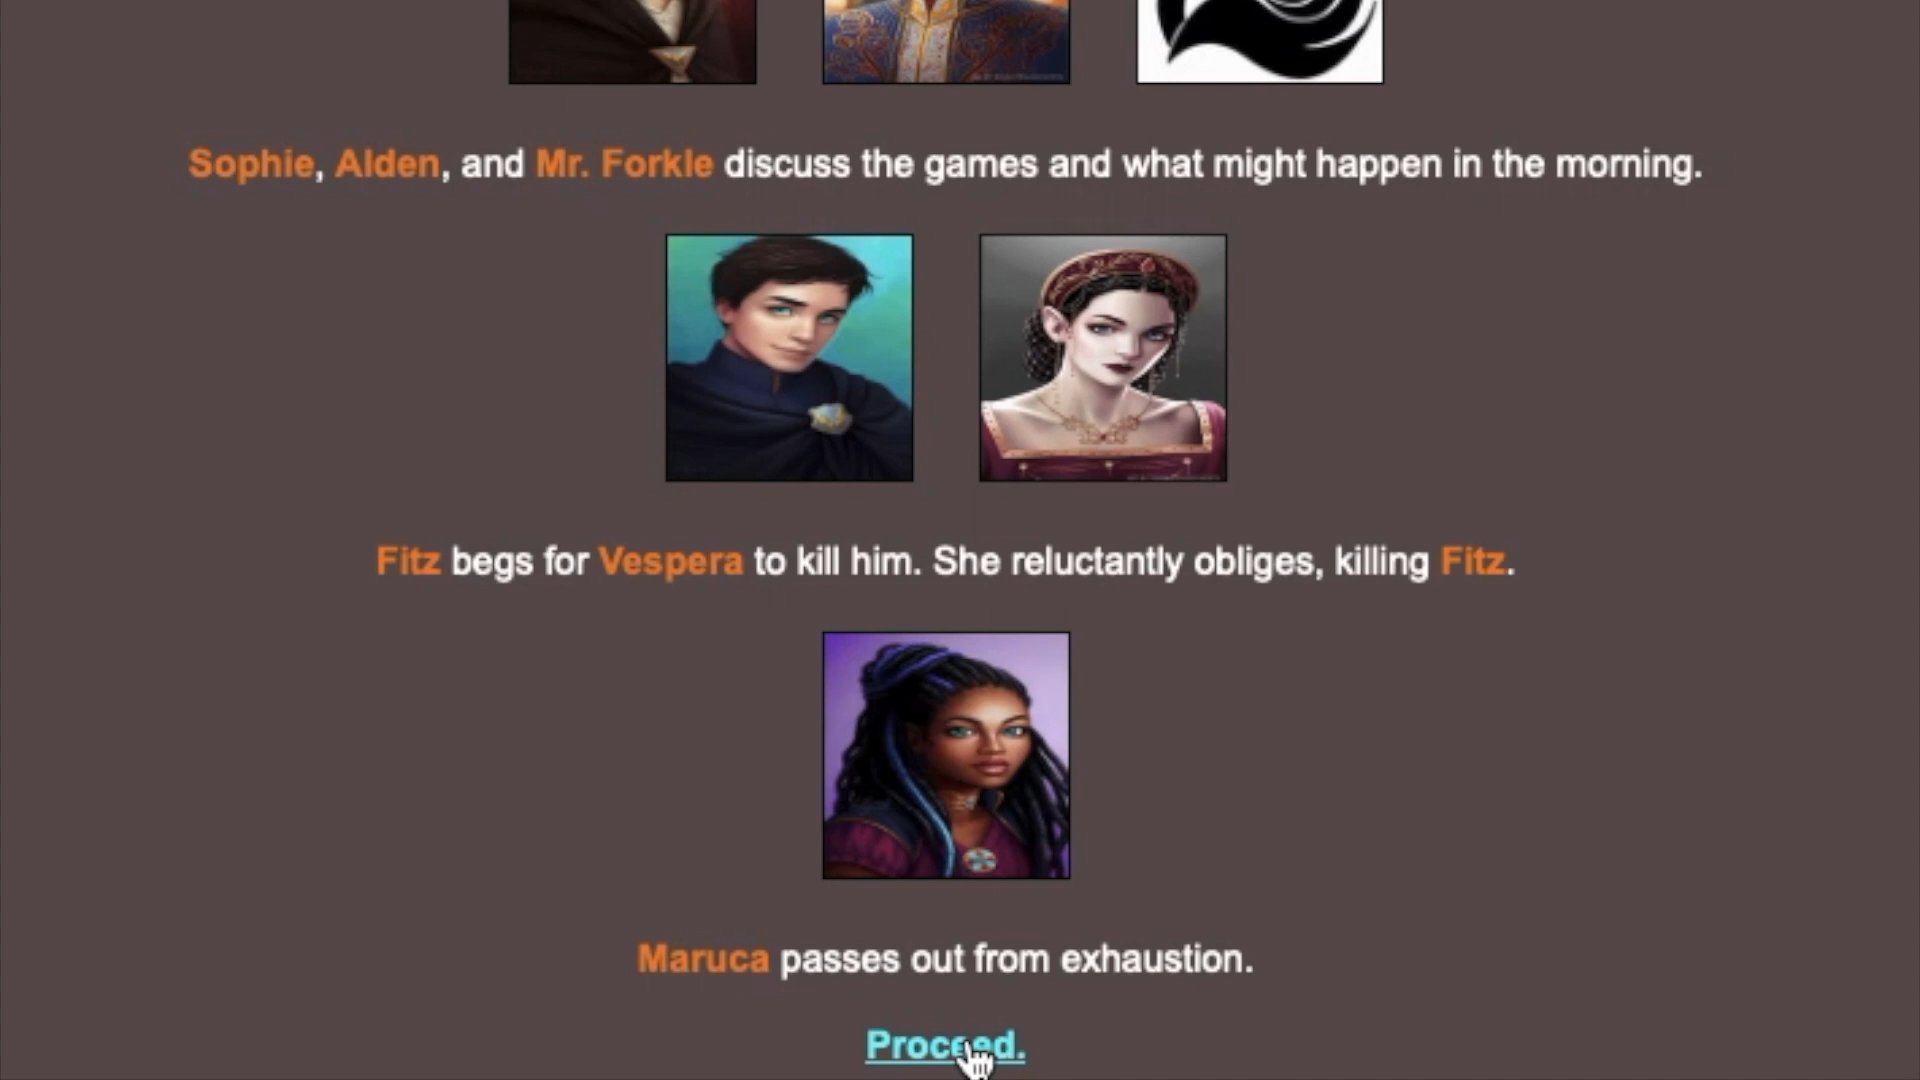 Sophie, Alden, and Mr. Forkle discuss the games and what might happen in the morning.
Fitz begs for Vespera to kill him. She reluctantly obliges, killing Fitz.
Maruca passes out from exhaustion.
Proceed.